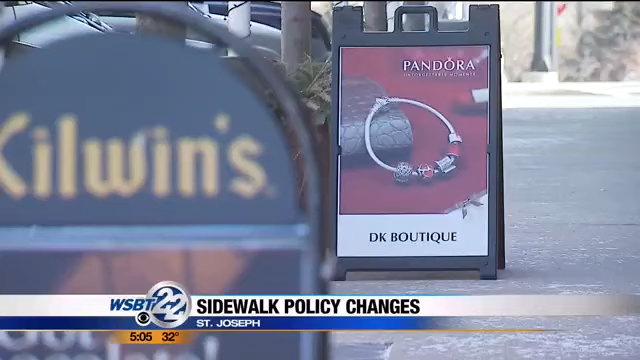 Kilwin's
PANDORA
UNFORGETTABLE MOMENTS
DK BOUTIQUE
WSBT 22
SIDEWALK POLICY CHANGES
ST. JOSEPH
5:05 32°